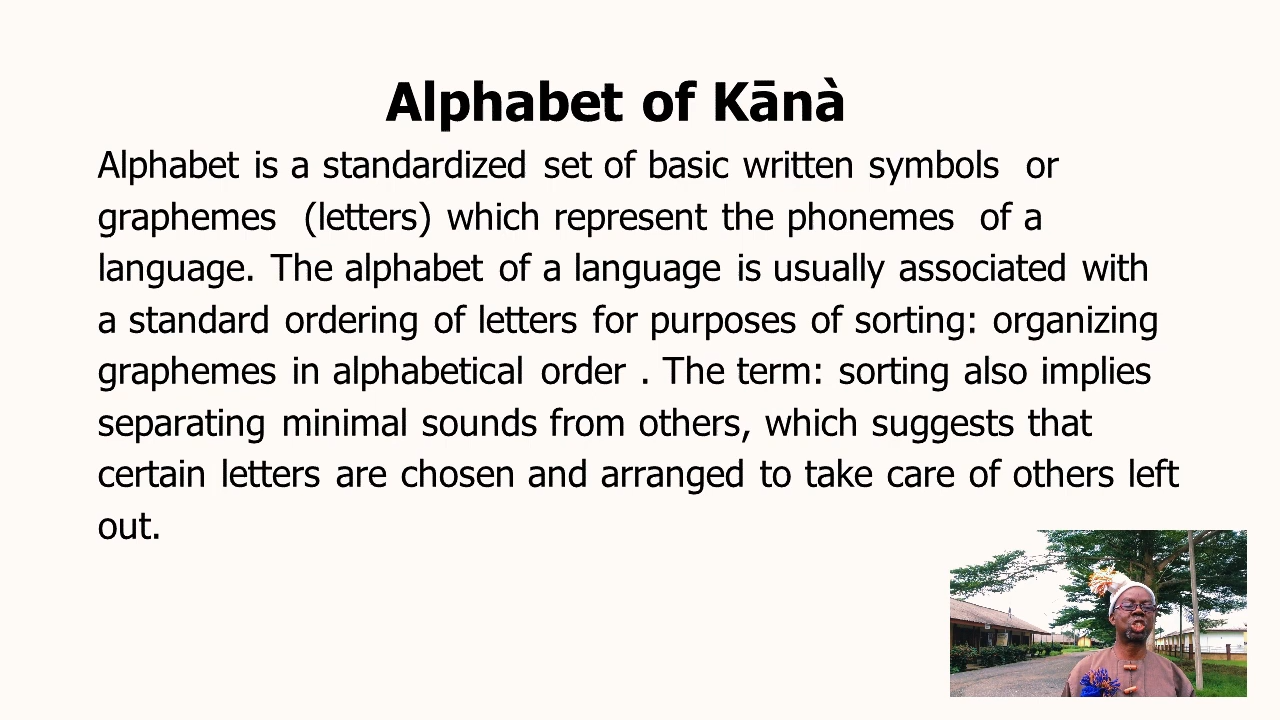 Alphabet of Kānà
Alphabet is a standardized set of basic written symbols or
graphemes (letters) which represent the phonemes of a
language. The alphabet of a language is usually associated with
a standard ordering of letters for purposes of sorting: organizing
graphemes in alphabetical order . The term: sorting also implies
separating minimal sounds from others, which suggests that
certain letters are chosen and arranged to take care of others left
out.